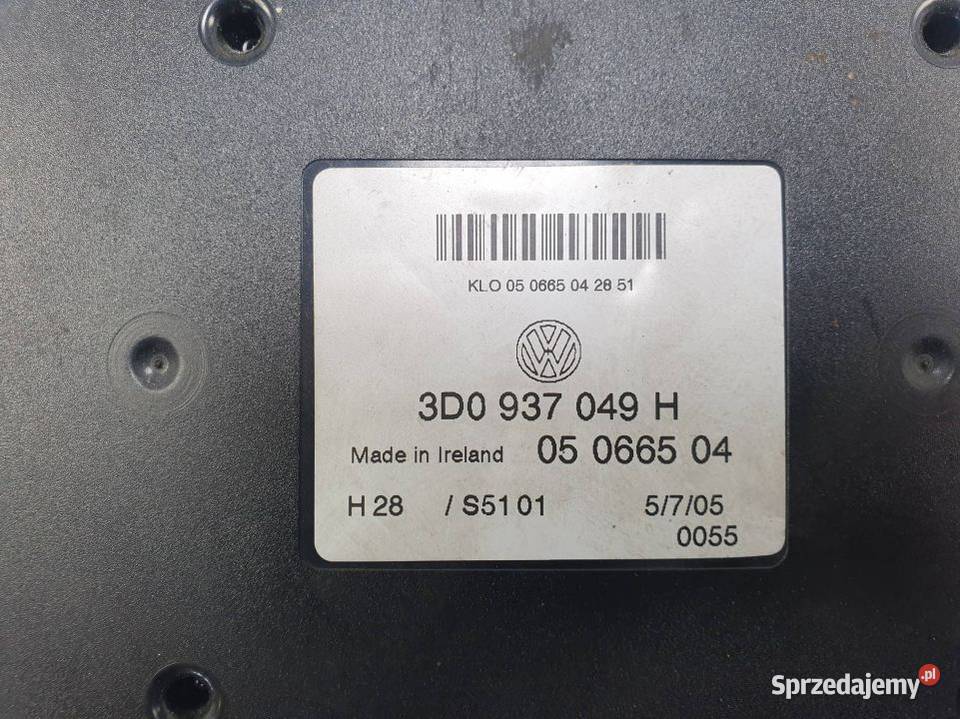 KLO 05 0665 04 28 51
VW
3D0 937 049 H
Made in Ireland 05 0665 04
H 28 / S51 01 5/7/05
0055
Sprzedajemy.pl